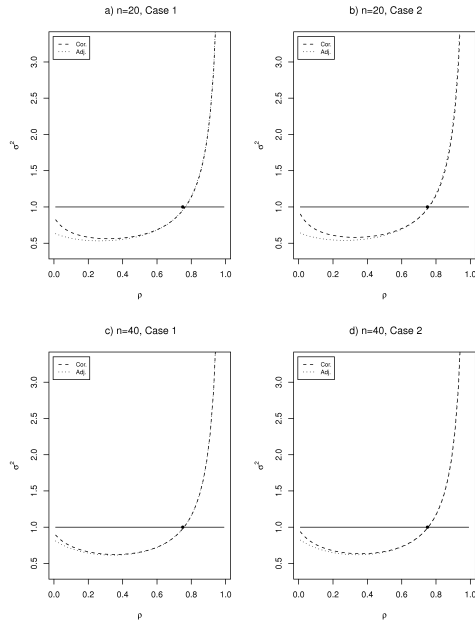 a) n=20, Case 1
Cor.
Adj.
σ²
0.5 1.0 1.5 2.0 2.5 3.0
0.0 0.2 0.4 0.6 0.8 1.0
ρ
b) n=20, Case 2
Cor.
Adj.
σ²
0.5 1.0 1.5 2.0 2.5 3.0
0.0 0.2 0.4 0.6 0.8 1.0
ρ
c) n=40, Case 1
Cor.
Adj.
σ²
0.5 1.0 1.5 2.0 2.5 3.0
0.0 0.2 0.4 0.6 0.8 1.0
ρ
d) n=40, Case 2
Cor.
Adj.
σ²
0.5 1.0 1.5 2.0 2.5 3.0
0.0 0.2 0.4 0.6 0.8 1.0
ρ